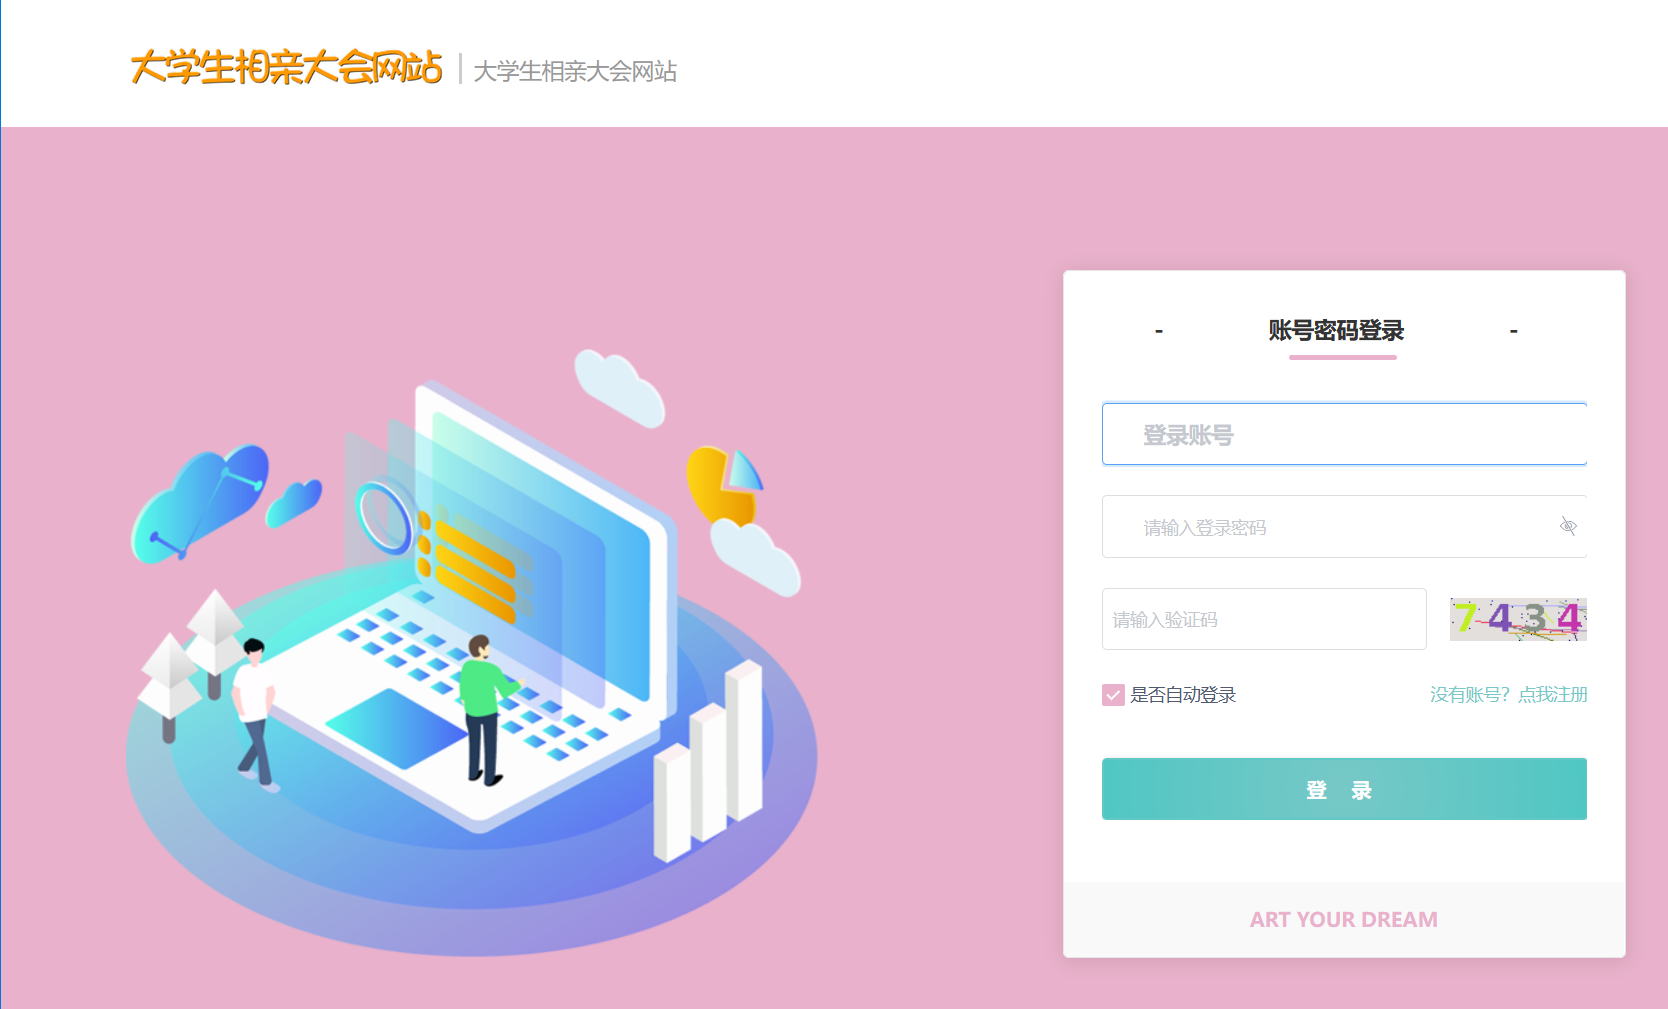 大学生相亲大会网站 | 大学生相亲大会网站
- 账号密码登录 -
登录账号
请输入登录密码
请输入验证码 7434
是否自动登录 没有账号？点我注册
登 录
ART YOUR DREAM